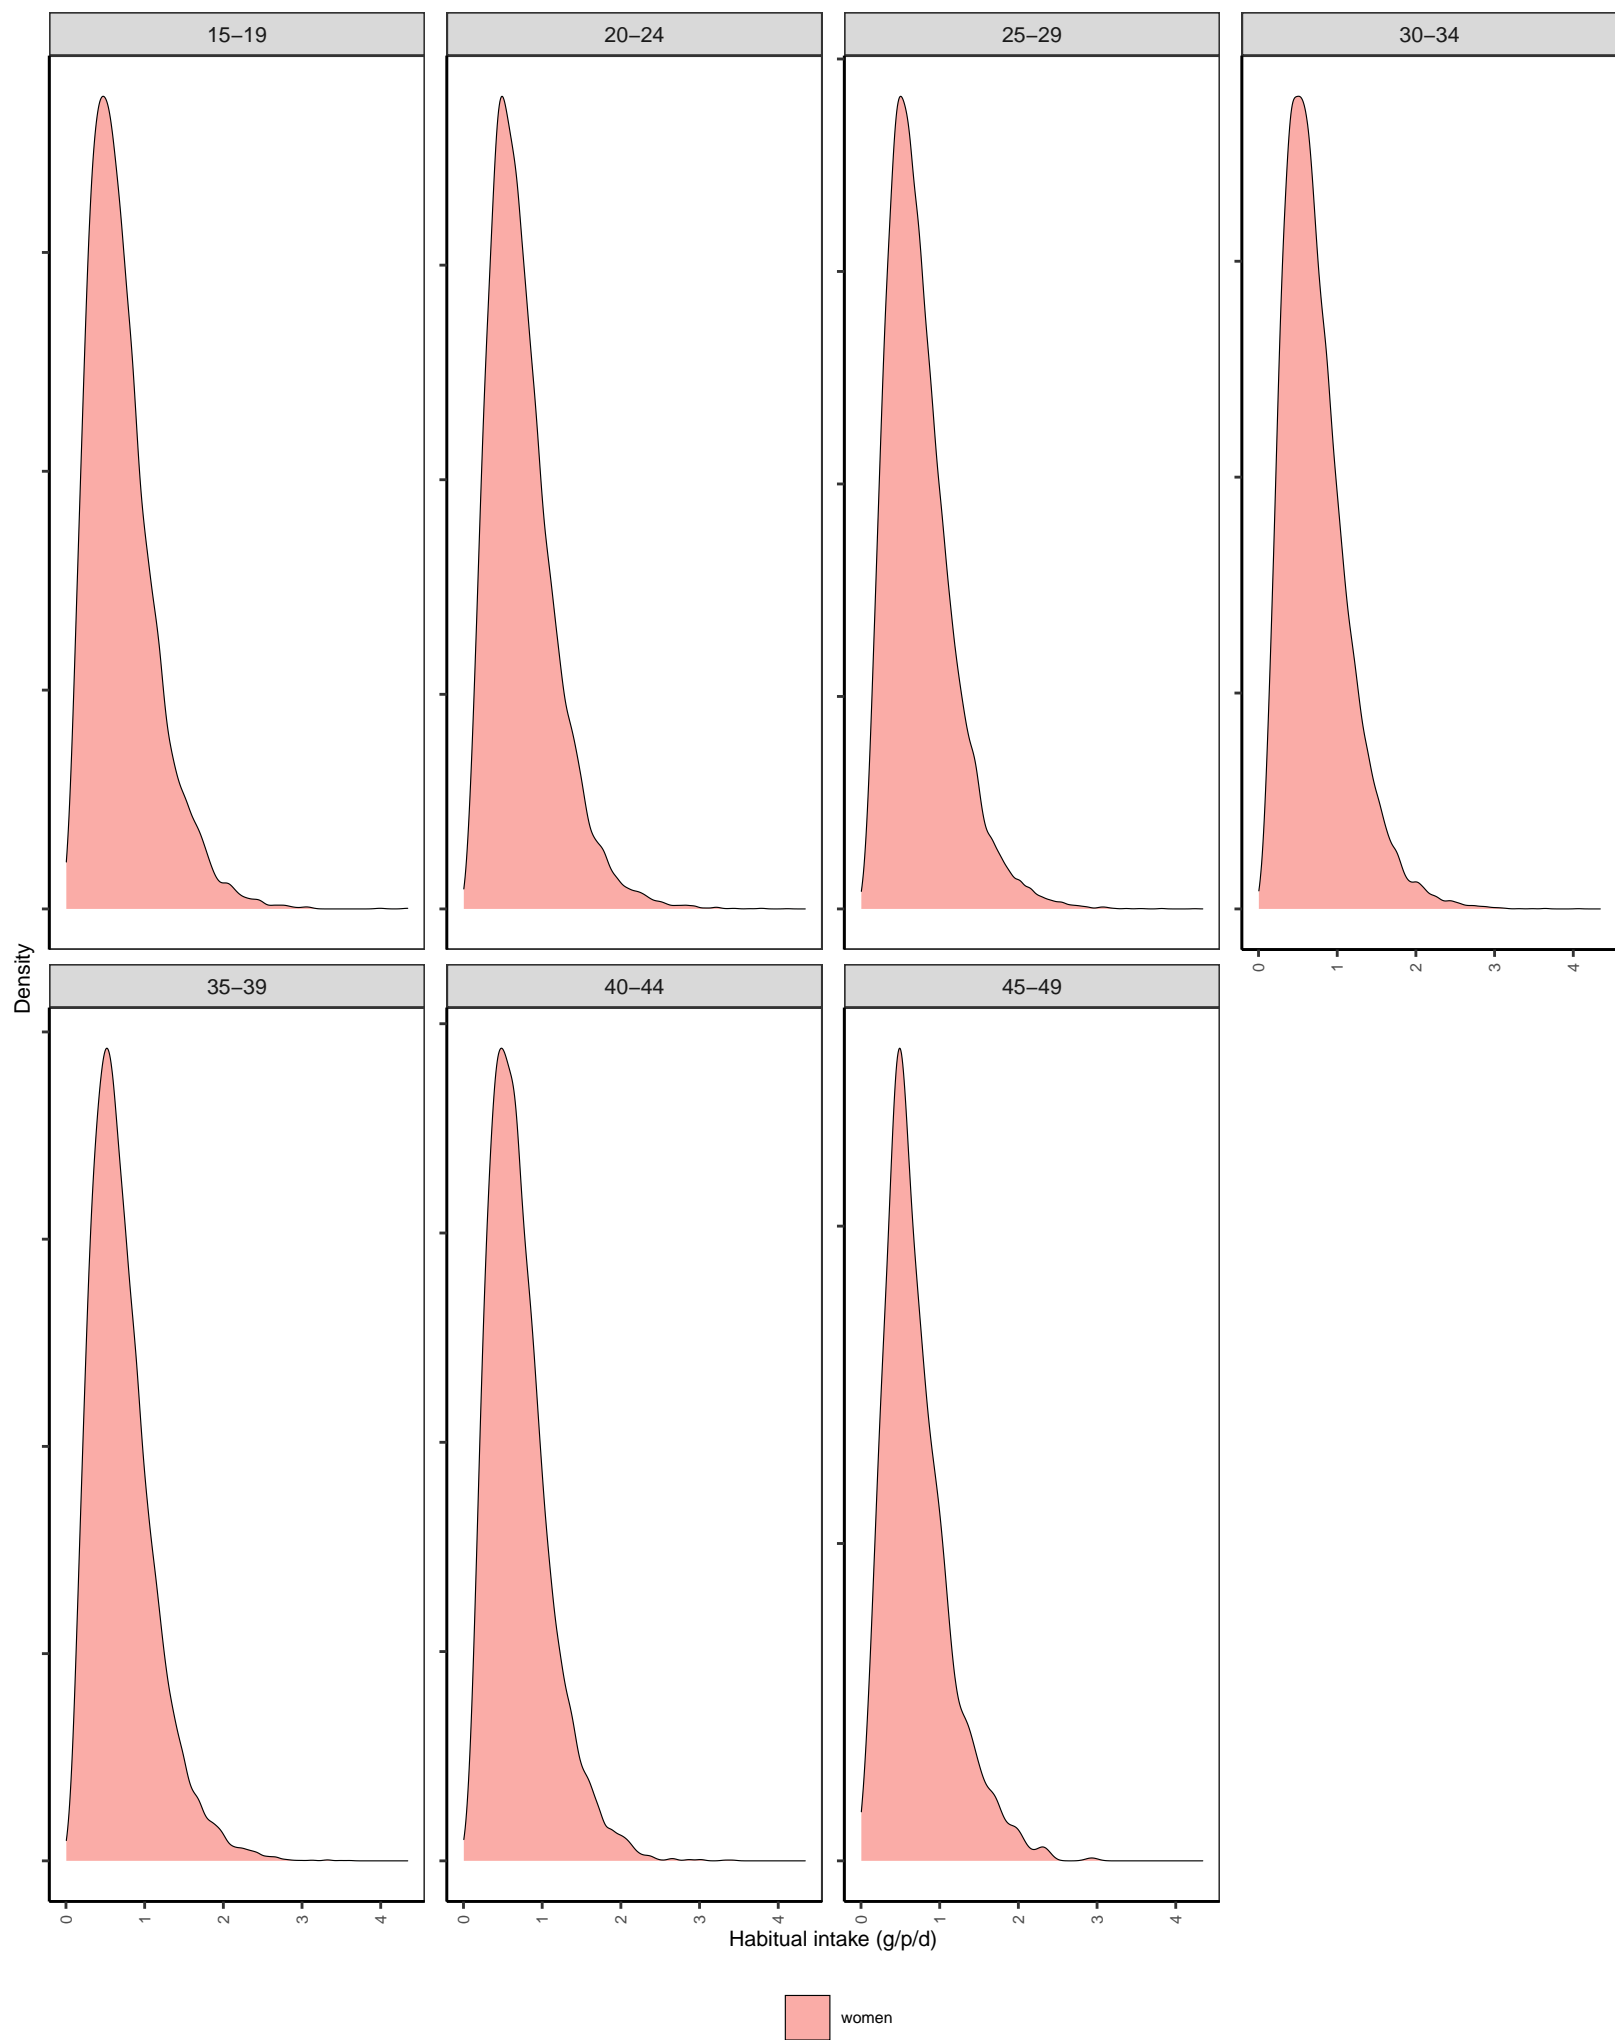 15–19
20–24
25–29
30–34
0 1 2 3 4
Density
35–39
40–44
45–49
0 1 2 3 4
0 1 2 3 4
0 1 2 3 4
Habitual intake (g/p/d)
women